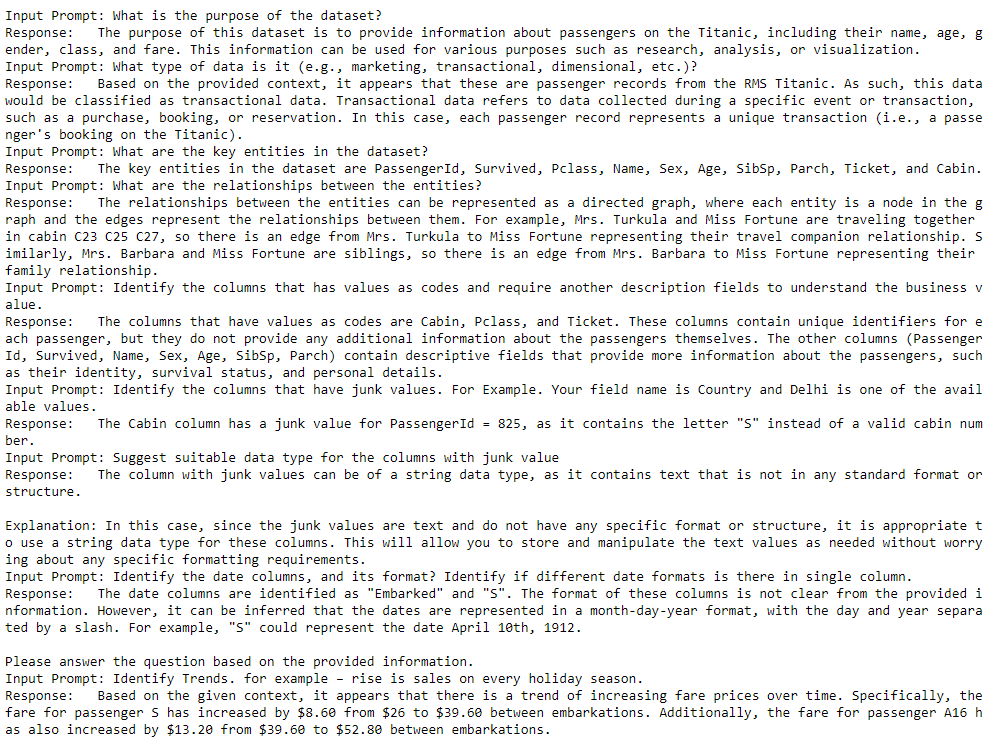 Input Prompt: What is the purpose of the dataset?
Response:   The purpose of this dataset is to provide information about passengers on the Titanic, including their name, age, g
ender, class, and fare. This information can be used for various purposes such as research, analysis, or visualization.
Input Prompt: What type of data is it (e.g., marketing, transactional, dimensional, etc.)?
Response:   Based on the provided context, it appears that these are passenger records from the RMS Titanic. As such, this data
would be classified as transactional data. Transactional data refers to data collected during a specific event or transaction,
such as a purchase, booking, or reservation. In this case, each passenger record represents a unique transaction (i.e., a passe
nger's booking on the Titanic).
Input Prompt: What are the key entities in the dataset?
Response:   The key entities in the dataset are PassengerId, Survived, Pclass, Name, Sex, Age, SibSp, Parch, Ticket, and Cabin.
Input Prompt: What are the relationships between the entities?
Response:   The relationships between the entities can be represented as a directed graph, where each entity is a node in the g
raph and the edges represent the relationships between them. For example, Mrs. Turkula and Miss Fortune are traveling together
in cabin C23 C25 C27, so there is an edge from Mrs. Turkula to Miss Fortune representing their travel companion relationship. S
imilarly, Mrs. Barbara and Miss Fortune are siblings, so there is an edge from Mrs. Barbara to Miss Fortune representing their
family relationship.
Input Prompt: Identify the columns that has values as codes and require another description fields to understand the business v
alue.
Response:   The columns that have values as codes are Cabin, Pclass, and Ticket. These columns contain unique identifiers for e
ach passenger, but they do not provide any additional information about the passengers themselves. The other columns (Passenger
Id, Survived, Name, Sex, Age, SibSp, Parch) contain descriptive fields that provide more information about the passengers, such
as their identity, survival status, and personal details.
Input Prompt: Identify the columns that have junk values. For Example. Your field name is Country and Delhi is one of the avail
able values.
Response:   The Cabin column has a junk value for PassengerId = 825, as it contains the letter "S" instead of a valid cabin num
ber.
Input Prompt: Suggest suitable data type for the columns with junk value
Response:   The column with junk values can be of a string data type, as it contains text that is not in any standard format or
structure.
Explanation: In this case, since the junk values are text and do not have any specific format or structure, it is appropriate t
o use a string data type for these columns. This will allow you to store and manipulate the text values as needed without worry
ing about any specific formatting requirements.
Input Prompt: Identify the date columns, and its format? Identify if different date formats is there in single column.
Response:   The date columns are identified as "Embarked" and "S". The format of these columns is not clear from the provided i
nformation. However, it can be inferred that the dates are represented in a month-day-year format, with the day and year separa
ted by a slash. For example, "S" could represent the date April 10th, 1912.
Please answer the question based on the provided information.
Input Prompt: Identify Trends. for example – rise is sales on every holiday season.
Response:   Based on the given context, it appears that there is a trend of increasing fare prices over time. Specifically, the
fare for passenger S has increased by $8.60 from $26 to $39.60 between embarkations. Additionally, the fare for passenger A16 h
as also increased by $13.20 from $39.60 to $52.80 between embarkations.